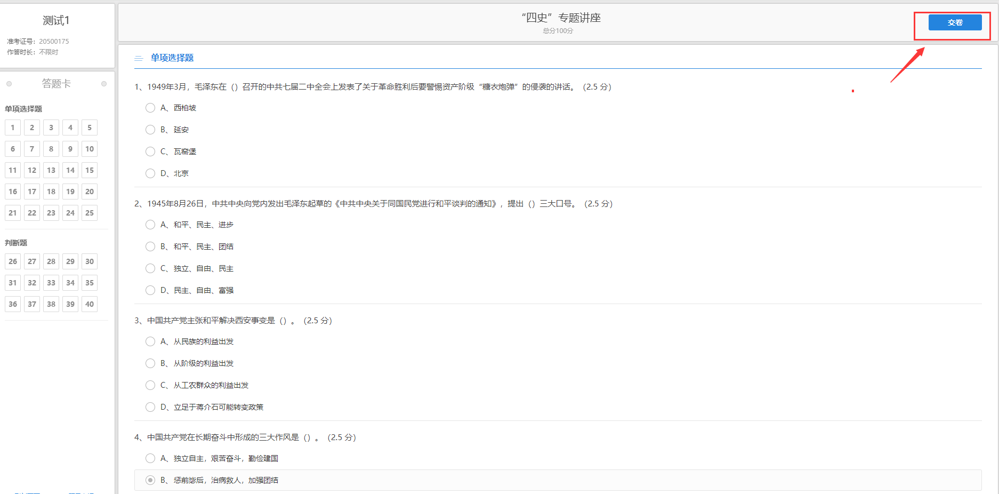 测试1
准考证号：20500175
作答时长：不限时
答题卡
单项选择题
1 2 3 4 5
6 7 8 9 10
11 12 13 14 15
16 17 18 19 20
21 22 23 24 25
判断题
26 27 28 29 30
31 32 33 34 35
36 37 38 39 40
“四史”专题讲座
总分100分
交卷
单项选择题
1、1949年3月，毛泽东在（）召开的中共七届二中全会上发表了关于革命胜利后要警惕资产阶级“糖衣炮弹”的侵袭的讲话。（2.5 分）
A、西柏坡
B、延安
C、瓦窑堡
D、北京
2、1945年8月26日，中共中央向党内发出毛泽东起草的《中共中央关于同国民党进行和平谈判的通知》，提出（）三大口号。（2.5 分）
A、和平、民主、进步
B、和平、民主、团结
C、独立、自由、民主
D、民主、自由、富强
3、中国共产党主张和平解决西安事变是（）。（2.5 分）
A、从民族的利益出发
B、从阶级的利益出发
C、从工农群众的利益出发
D、立足于蒋介石可能转变政策
4、中国共产党在长期奋斗中形成的三大作风是（）。（2.5 分）
A、独立自主，艰苦奋斗，勤俭建国
B、惩前毖后，治病救人，加强团结